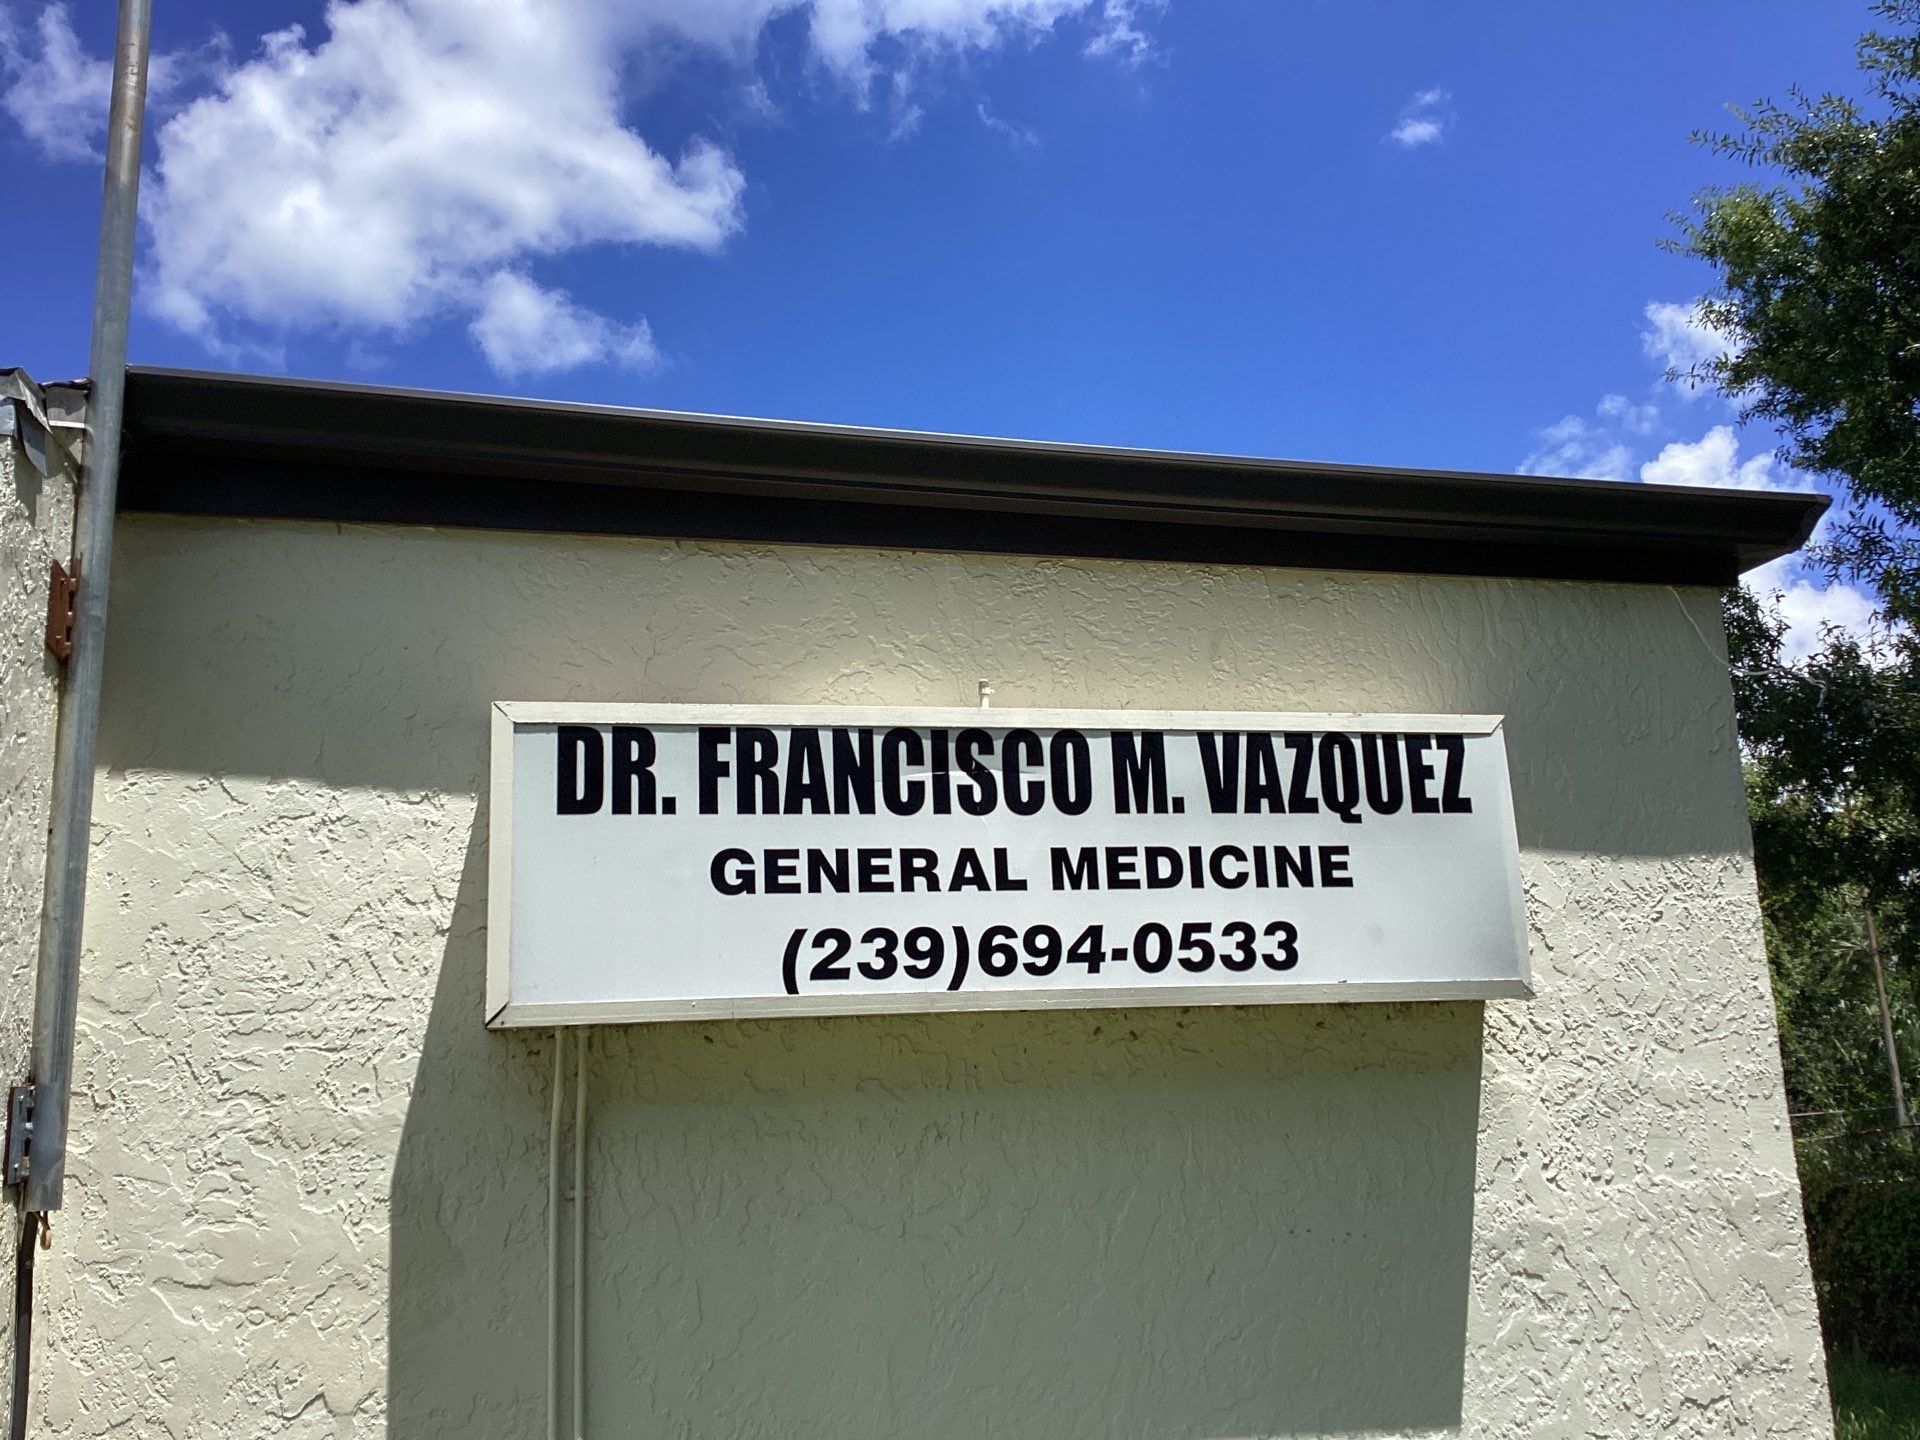 DR. FRANCISCO M. VAZQUEZ
GENERAL MEDICINE
(239)694-0533